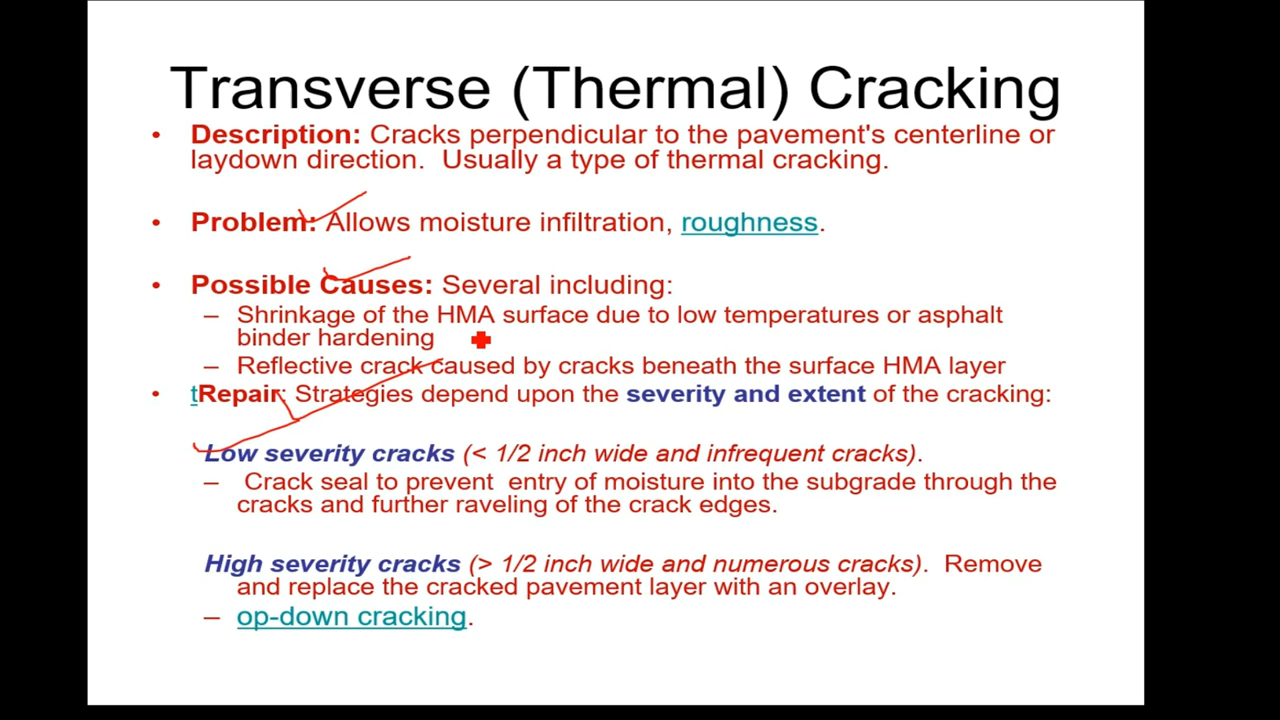 Transverse (Thermal) Cracking
• Description: Cracks perpendicular to the pavement's centerline or
laydown direction. Usually a type of thermal cracking.
• Problem: Allows moisture infiltration, roughness.
• Possible Causes: Several including:
– Shrinkage of the HMA surface due to low temperatures or asphalt
binder hardening
– Reflective crack caused by cracks beneath the surface HMA layer
• tRepair: Strategies depend upon the severity and extent of the cracking:
Low severity cracks (< 1/2 inch wide and infrequent cracks).
– Crack seal to prevent entry of moisture into the subgrade through the
cracks and further raveling of the crack edges.
High severity cracks (> 1/2 inch wide and numerous cracks). Remove
and replace the cracked pavement layer with an overlay.
– op-down cracking.